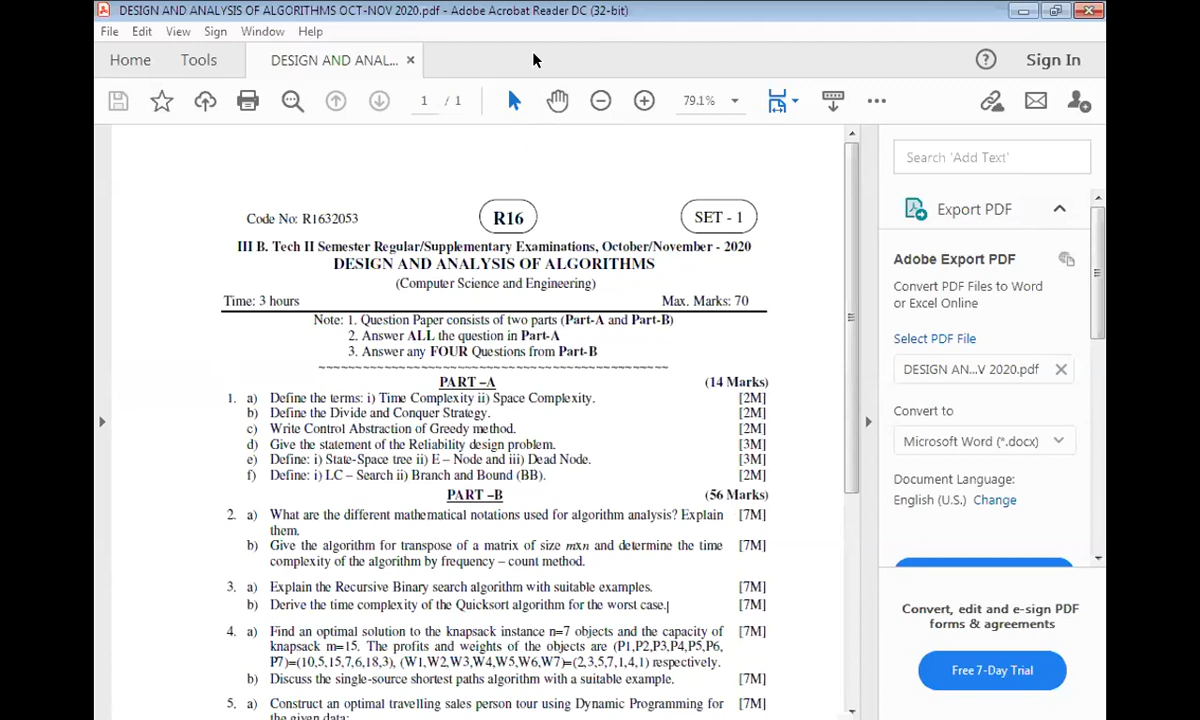 DESIGN AND ANALYSIS OF ALGORITHMS OCT-NOV 2020.pdf - Adobe Acrobat Reader DC (32-bit)
File Edit View Sign Window Help
Home Tools DESIGN AND ANAL... × Sign In
1 / 1 79.1%
Search 'Add Text'
Export PDF
Adobe Export PDF
Convert PDF Files to Word
or Excel Online
Select PDF File
DESIGN AN...V 2020.pdf
Convert to
Microsoft Word (*.docx)
Document Language:
English (U.S.) Change
Convert, edit and e-sign PDF
forms & agreements
Free 7-Day Trial
Code No: R1632053 R16 SET - 1
III B. Tech II Semester Regular/Supplementary Examinations, October/November - 2020
DESIGN AND ANALYSIS OF ALGORITHMS
(Computer Science and Engineering)
Time: 3 hours Max. Marks: 70
Note: 1. Question Paper consists of two parts (Part-A and Part-B)
2. Answer ALL the question in Part-A
3. Answer any FOUR Questions from Part-B
~~~~~~~~~~~~~~~~~~~~~~~~~~~~~~~~~~~~~~~~~~~~~~~~~
PART –A (14 Marks)
1. a) Define the terms: i) Time Complexity ii) Space Complexity. [2M]
b) Define the Divide and Conquer Strategy. [2M]
c) Write Control Abstraction of Greedy method. [2M]
d) Give the statement of the Reliability design problem. [3M]
e) Define: i) State-Space tree ii) E – Node and iii) Dead Node. [3M]
f) Define: i) LC – Search ii) Branch and Bound (BB). [2M]
PART –B (56 Marks)
2. a) What are the different mathematical notations used for algorithm analysis? Explain [7M]
them.
b) Give the algorithm for transpose of a matrix of size mxn and determine the time [7M]
complexity of the algorithm by frequency – count method.
3. a) Explain the Recursive Binary search algorithm with suitable examples. [7M]
b) Derive the time complexity of the Quicksort algorithm for the worst case. [7M]
4. a) Find an optimal solution to the knapsack instance n=7 objects and the capacity of [7M]
knapsack m=15. The profits and weights of the objects are (P1,P2,P3,P4,P5,P6,
P7)=(10,5,15,7,6,18,3), (W1,W2,W3,W4,W5,W6,W7)=(2,3,5,7,1,4,1) respectively.
b) Discuss the single-source shortest paths algorithm with a suitable example. [7M]
5. a) Construct an optimal travelling sales person tour using Dynamic Programming for [7M]
the given data: